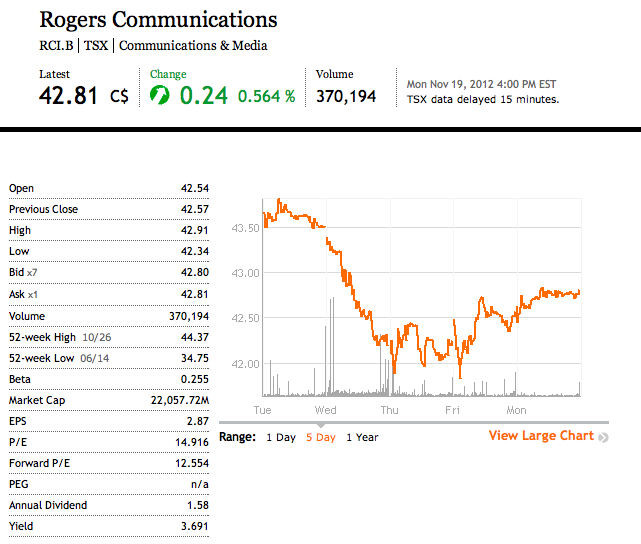 Rogers Communications
RCI.B | TSX | Communications & Media
Latest Change Volume
42.81 C$ 0.24 0.564 % 370,194
Mon Nov 19, 2012 4:00 PM EST
TSX data delayed 15 minutes.
Open 42.54
Previous Close 42.57
High 42.91
Low 42.34
Bid x7 42.80
Ask x1 42.81
Volume 370,194
52-week High 10/26 44.37
52-week Low 06/14 34.75
Beta 0.255
Market Cap 22,057.72M
EPS 2.87
P/E 14.916
Forward P/E 12.554
PEG n/a
Annual Dividend 1.58
Yield 3.691
43.50
43.00
42.50
42.00
Tue Wed Thu Fri Mon
Range: 1 Day 5 Day 1 Year View Large Chart